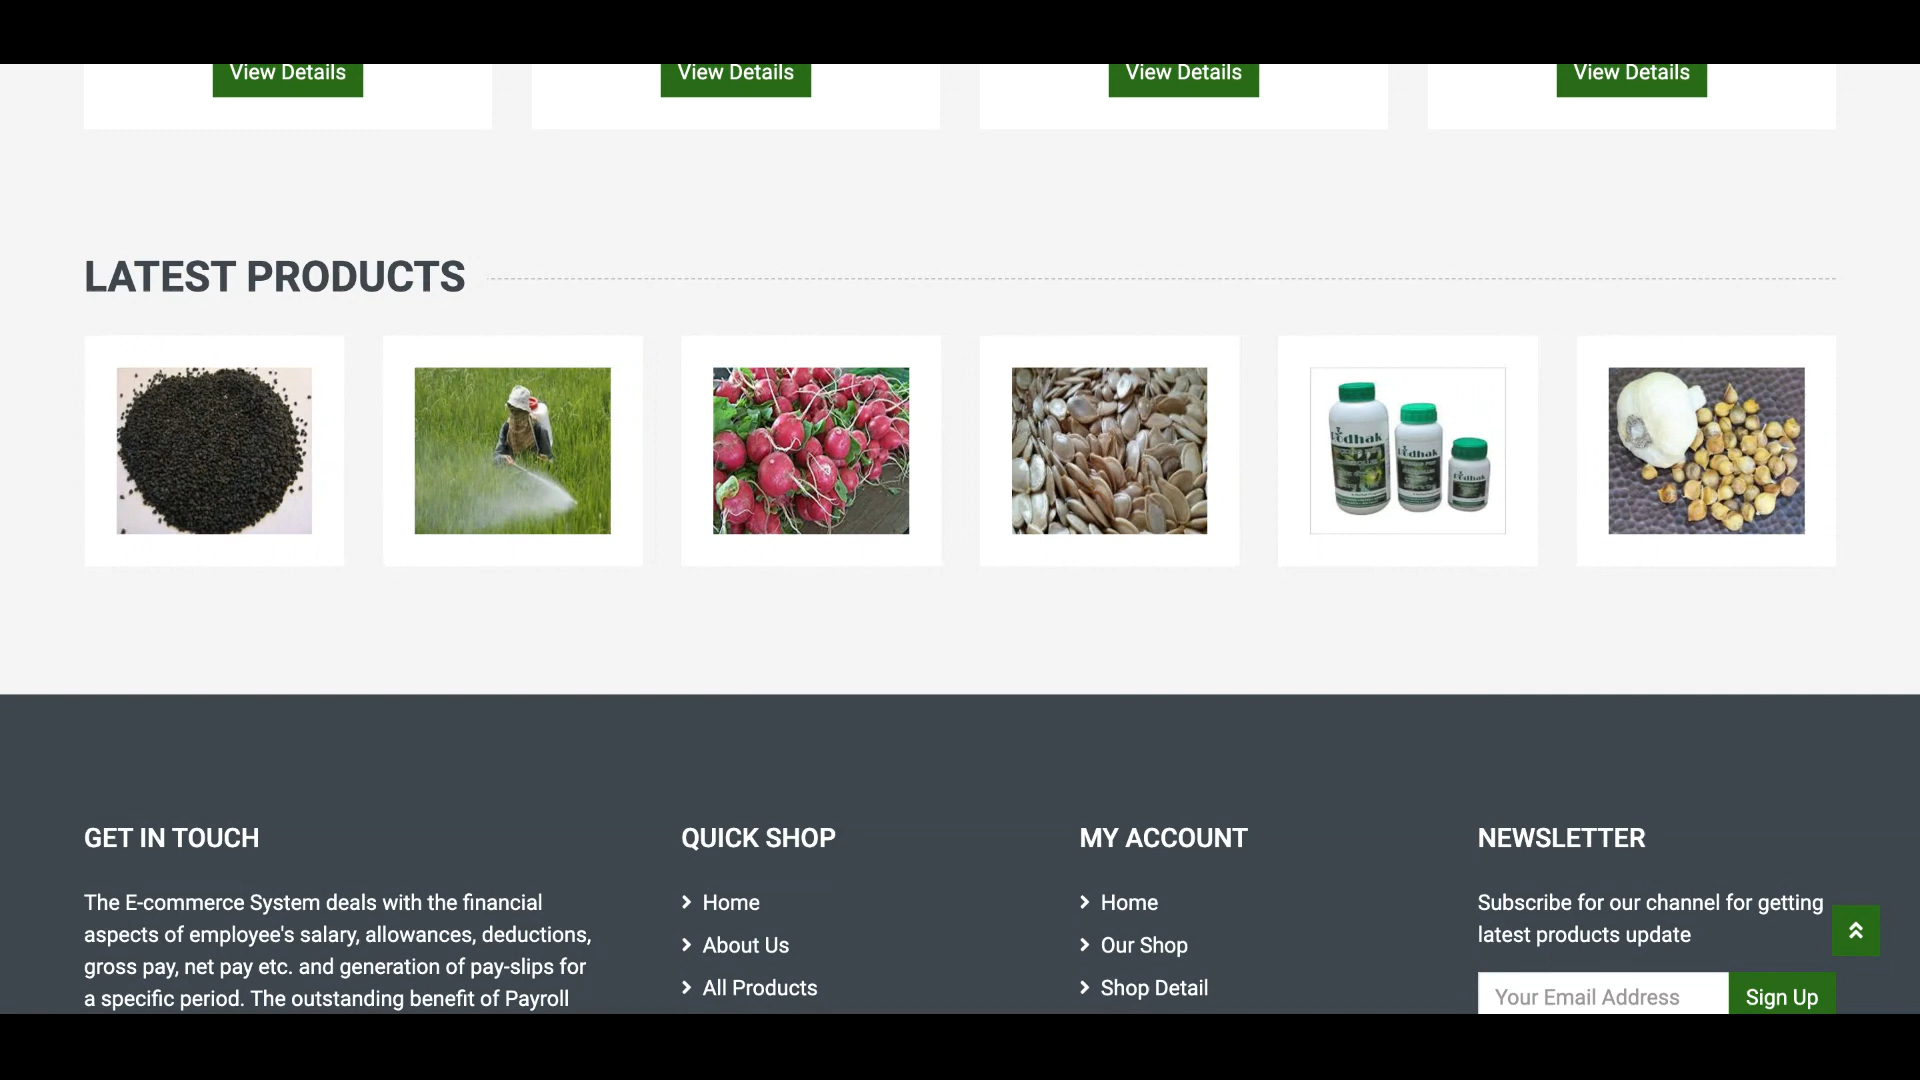 View Details View Details View Details View Details
LATEST PRODUCTS
GET IN TOUCH
The E-commerce System deals with the financial
aspects of employee's salary, allowances, deductions,
gross pay, net pay etc. and generation of pay-slips for
a specific period. The outstanding benefit of Payroll
QUICK SHOP
Home
About Us
All Products
MY ACCOUNT
Home
Our Shop
Shop Detail
NEWSLETTER
Subscribe for our channel for getting
latest products update
Your Email Address Sign Up